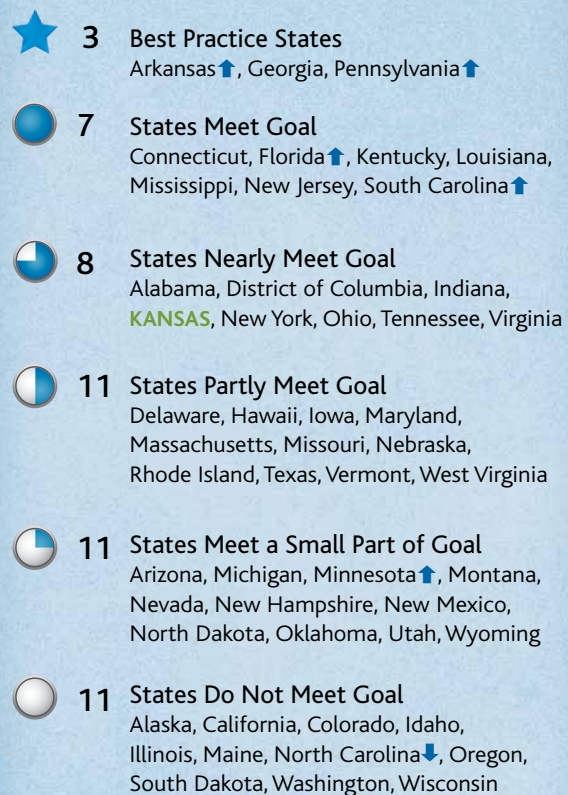 3 Best Practice States
Arkansas⬆, Georgia, Pennsylvania⬆
7 States Meet Goal
Connecticut, Florida⬆, Kentucky, Louisiana,
Mississippi, New Jersey, South Carolina⬆
8 States Nearly Meet Goal
Alabama, District of Columbia, Indiana,
KANSAS, New York, Ohio, Tennessee, Virginia
11 States Partly Meet Goal
Delaware, Hawaii, Iowa, Maryland,
Massachusetts, Missouri, Nebraska,
Rhode Island, Texas, Vermont, West Virginia
11 States Meet a Small Part of Goal
Arizona, Michigan, Minnesota⬆, Montana,
Nevada, New Hampshire, New Mexico,
North Dakota, Oklahoma, Utah, Wyoming
11 States Do Not Meet Goal
Alaska, California, Colorado, Idaho,
Illinois, Maine, North Carolina⬇, Oregon,
South Dakota, Washington, Wisconsin